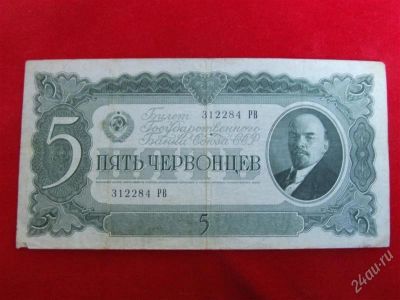 Билет 312284 РВ
Государственного
Банка Союза ССР
5
ПЯТЬ ЧЕРВОНЦЕВ
312284 РВ
5
24au.ru